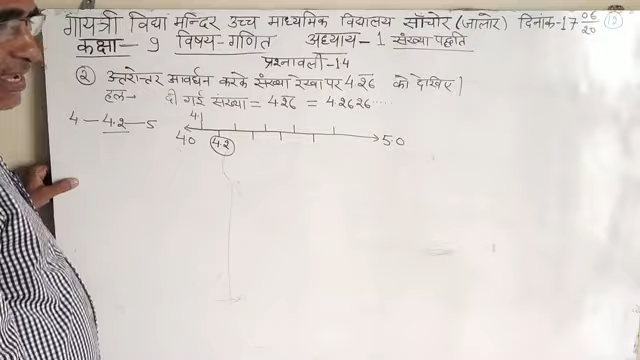 गायत्री विद्या मन्दिर उच्च माध्यमिक विद्यालय साँचोर (जालोर) दिनांक-17 06/20 (12)
कक्षा- 9 विषय-गणित अध्याय-1 संख्या पद्धति
प्रश्नावली-1.4
② उत्तरोत्तर आवर्धन करके संख्या रेखा पर 4.26 को देखिए।
हल→ दी गई संख्या = 4.26 = 4.2626.....
4 — 4.2 — 5
4.1
4.0 4.2 5.0